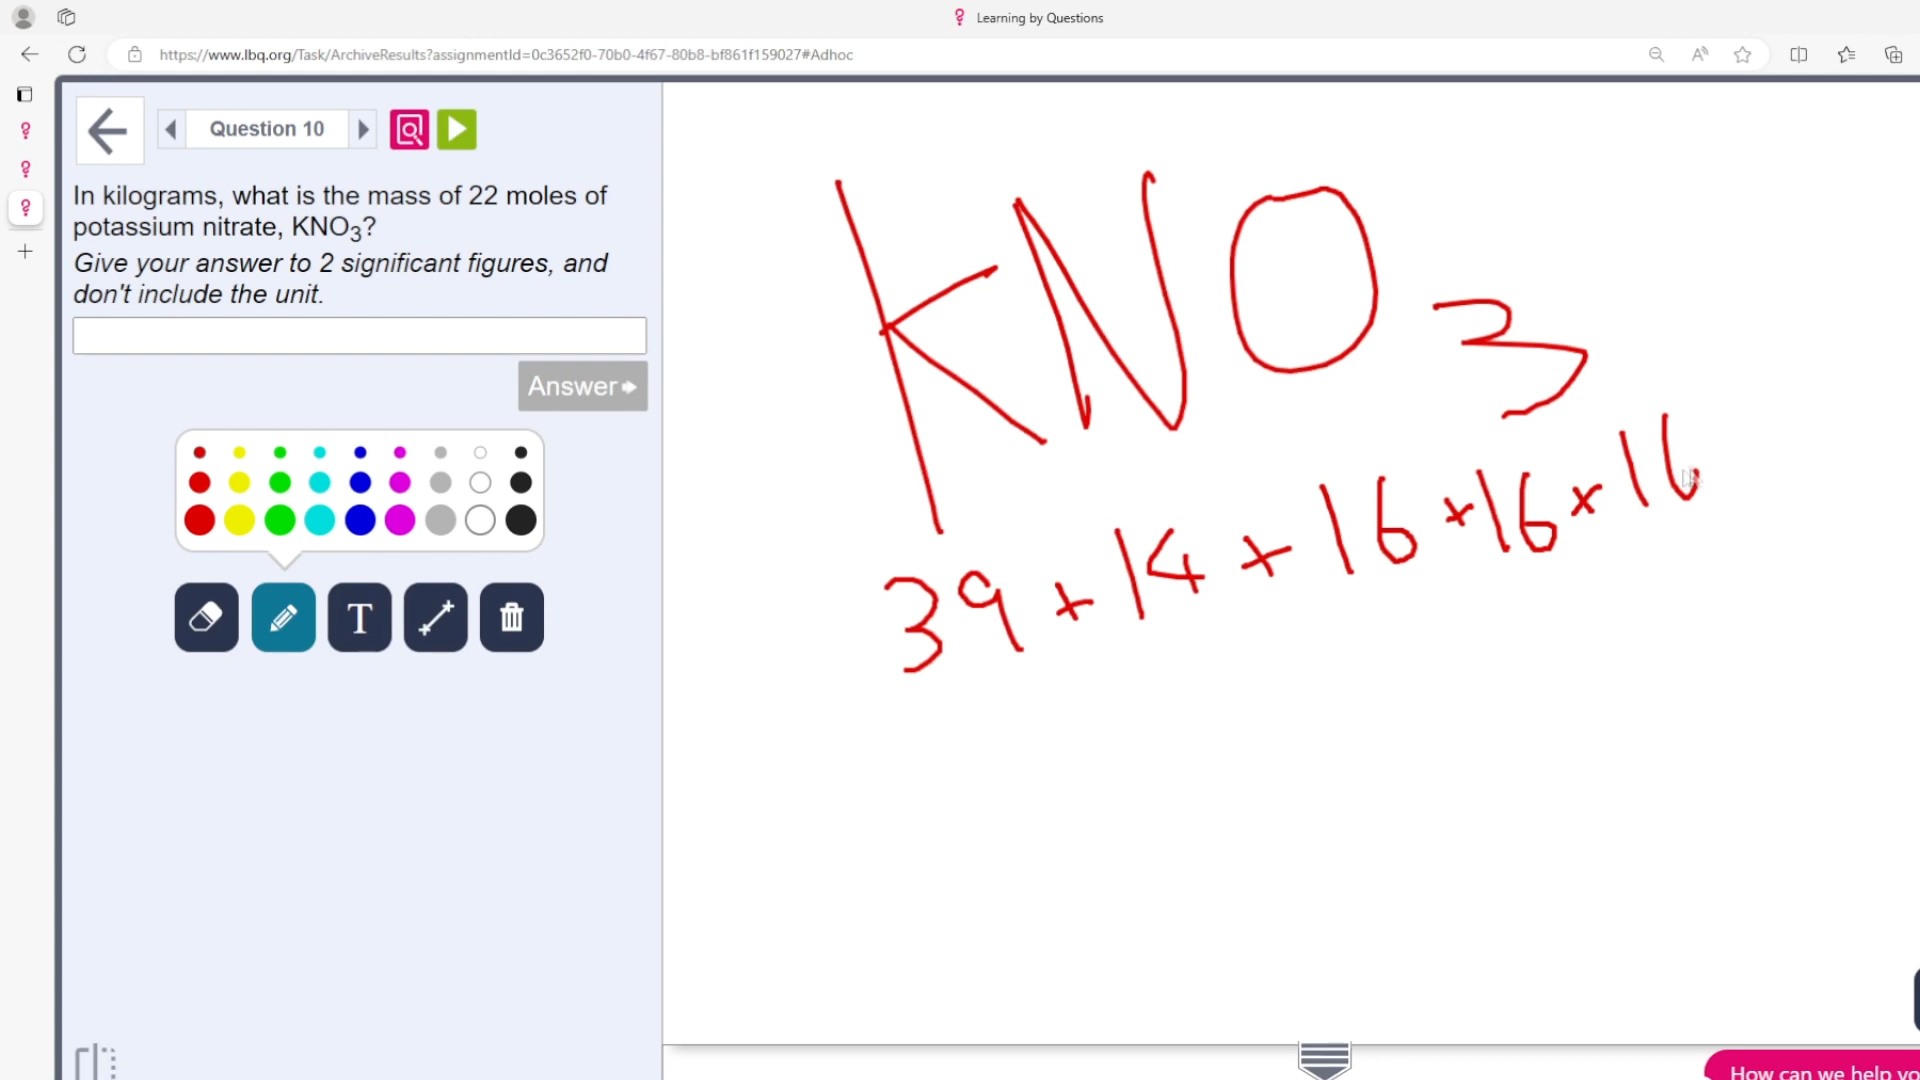 Learning by Questions
https://www.lbq.org/Task/ArchiveResults?assignmentId=0c3652f0-70b0-4f67-80b8-bf861f159027#Adhoc
Question 10
In kilograms, what is the mass of 22 moles of
potassium nitrate, KNO3?
Give your answer to 2 significant figures, and
don't include the unit.
Answer
T
KNO3
39 + 14 + 16 + 16 + 16
How can we help yo